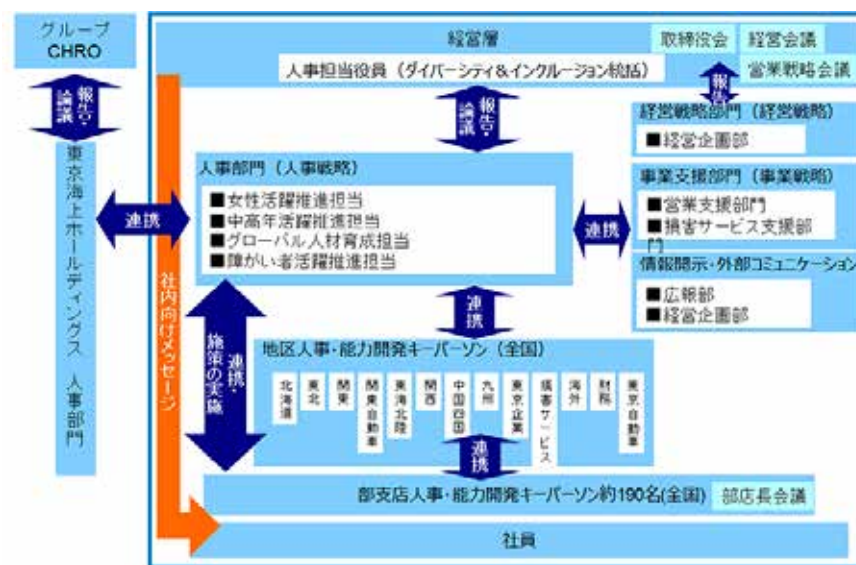 グループ
CHRO
報告・
論議
東京海上ホールディングス 人事部門
連携
社内向けメッセージ
経営層
取締役会
経営会議
人事担当役員（ダイバーシティ&インクルージョン統括）
営業戦略会議
報告・
論議
報告
経営戦略部門（経営戦略）
■経営企画部
人事部門（人事戦略）
■女性活躍推進担当
■中高年活躍推進担当
■グローバル人材育成担当
■障がい者活躍推進担当
連携
事業支援部門（事業戦略）
■営業支援部門
■損害サービス支援部
門
情報開示・外部コミュニケーション
■広報部
■経営企画部
連携・
施策の実施
連携
地区人事・能力開発キーパーソン（全国）
北海道
東北
関東
関東自動車
東海北陸
関西
中国四国
九州
東京企業
損害サービス
海外
財務
東京自動車
連携
部支店人事・能力開発キーパーソン約190名(全国)
部店長会議
社員